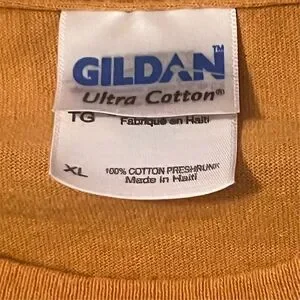 GILDAN™
Ultra Cotton®
TG
Fabriqué en Haïti
XL
100% COTTON PRESHRUNK
Made in Haiti